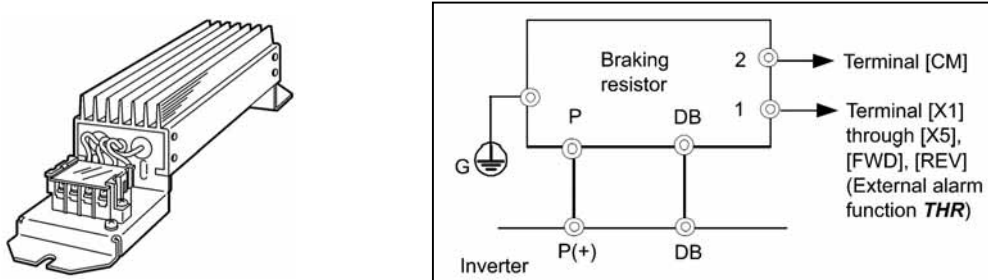 Braking
resistor
2
Terminal [CM]
1
Terminal [X1]
through [X5],
[FWD], [REV]
(External alarm
function THR)
P
DB
G
P(+)
DB
Inverter